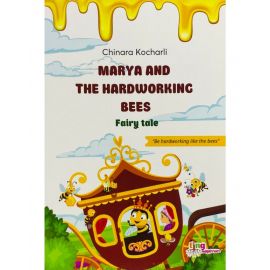 Chinara Kocharli
MARYA AND
THE HARDWORKING
BEES
Fairy tale
"Be hardworking like the bees"